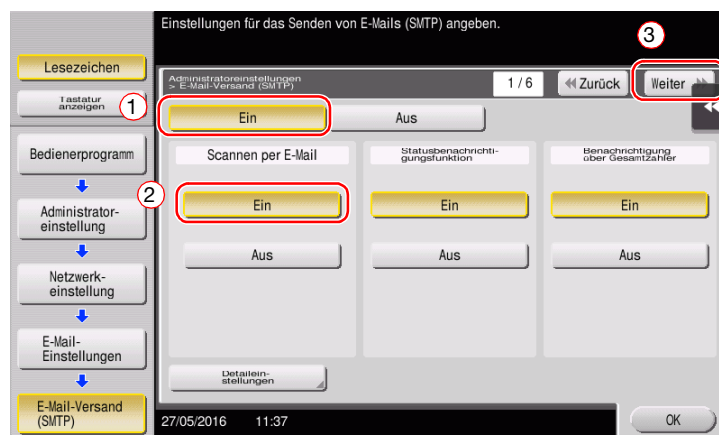 Einstellungen für das Senden von E-Mails (SMTP) angeben.
3
Lesezeichen
Tastatur
anzeigen
1
Administratoreinstellungen
> E-Mail-Versand (SMTP)
1 / 6
Zurück
Weiter
Ein
Aus
Bedienerprogramm
Scannen per E-Mail
Statusbenachrichti-
gungsfunktion
Benachrichtigung
über Gesamtzähler
2
Ein
Ein
Ein
Administrator-
einstellung
Aus
Aus
Aus
Netzwerk-
einstellung
E-Mail-
Einstellungen
Detailein-
stellungen
E-Mail-Versand
(SMTP)
27/05/2016 11:37
OK